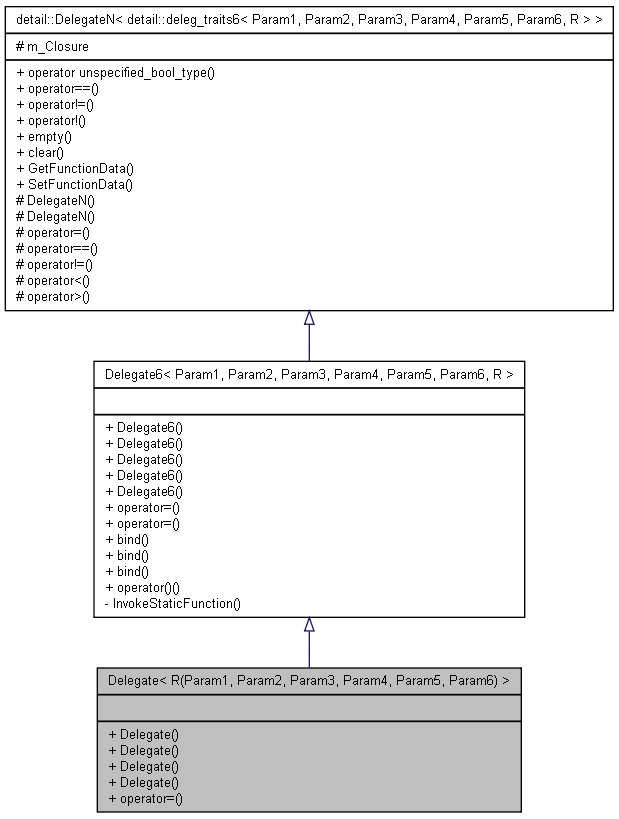 detail::DelegateN< detail::deleg_traits6< Param1, Param2, Param3, Param4, Param5, Param6, R > >
# m_Closure
+ operator unspecified_bool_type()
+ operator==()
+ operator!=()
+ operator!()
+ empty()
+ clear()
+ GetFunctionData()
+ SetFunctionData()
# DelegateN()
# DelegateN()
# operator=()
# operator==()
# operator!=()
# operator<()
# operator>()
Delegate6< Param1, Param2, Param3, Param4, Param5, Param6, R >
+ Delegate6()
+ Delegate6()
+ Delegate6()
+ Delegate6()
+ Delegate6()
+ operator=()
+ operator=()
+ bind()
+ bind()
+ bind()
+ operator()()
- InvokeStaticFunction()
Delegate< R(Param1, Param2, Param3, Param4, Param5, Param6) >
+ Delegate()
+ Delegate()
+ Delegate()
+ Delegate()
+ operator=()